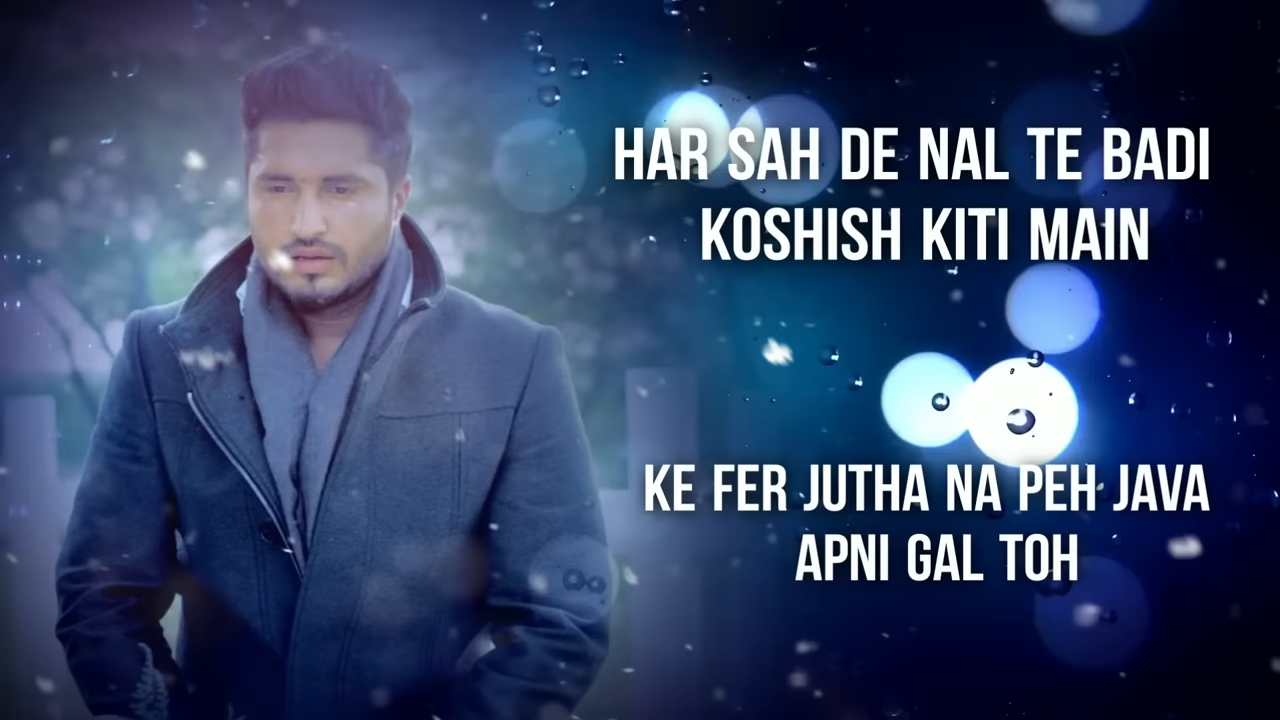 HAR SAH DE NAL TE BADI
KOSHISH KITI MAIN
KE FER JUTHA NA PEH JAVA
APNI GAL TOH